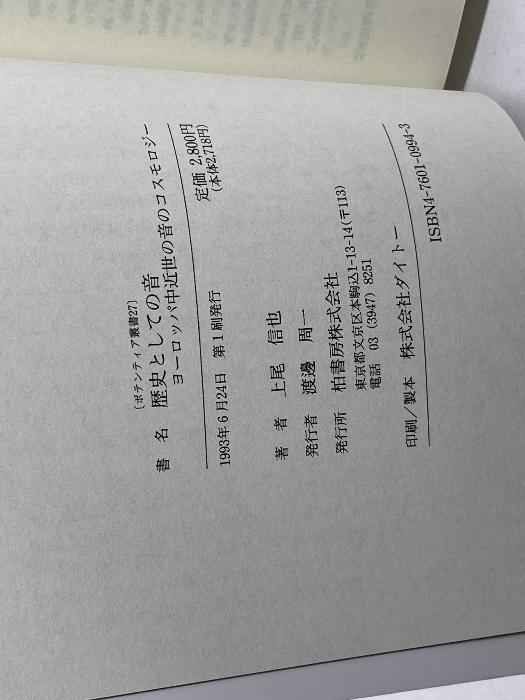 〔ポテンティア叢書27〕
書 名 歴史としての音
ヨーロッパ中近世の音のコスモロジー
定価 2,800円
(本体2,718円)
1993年6月24日 第1刷発行
著 者 上尾 信也
発行者 渡邊 周一
発行所 柏書房株式会社
東京都文京区本駒込1-13-14(〒113)
電話 03 (3947) 8251
印刷/製本 株式会社ダイトー
ISBN4-7601-0994-3